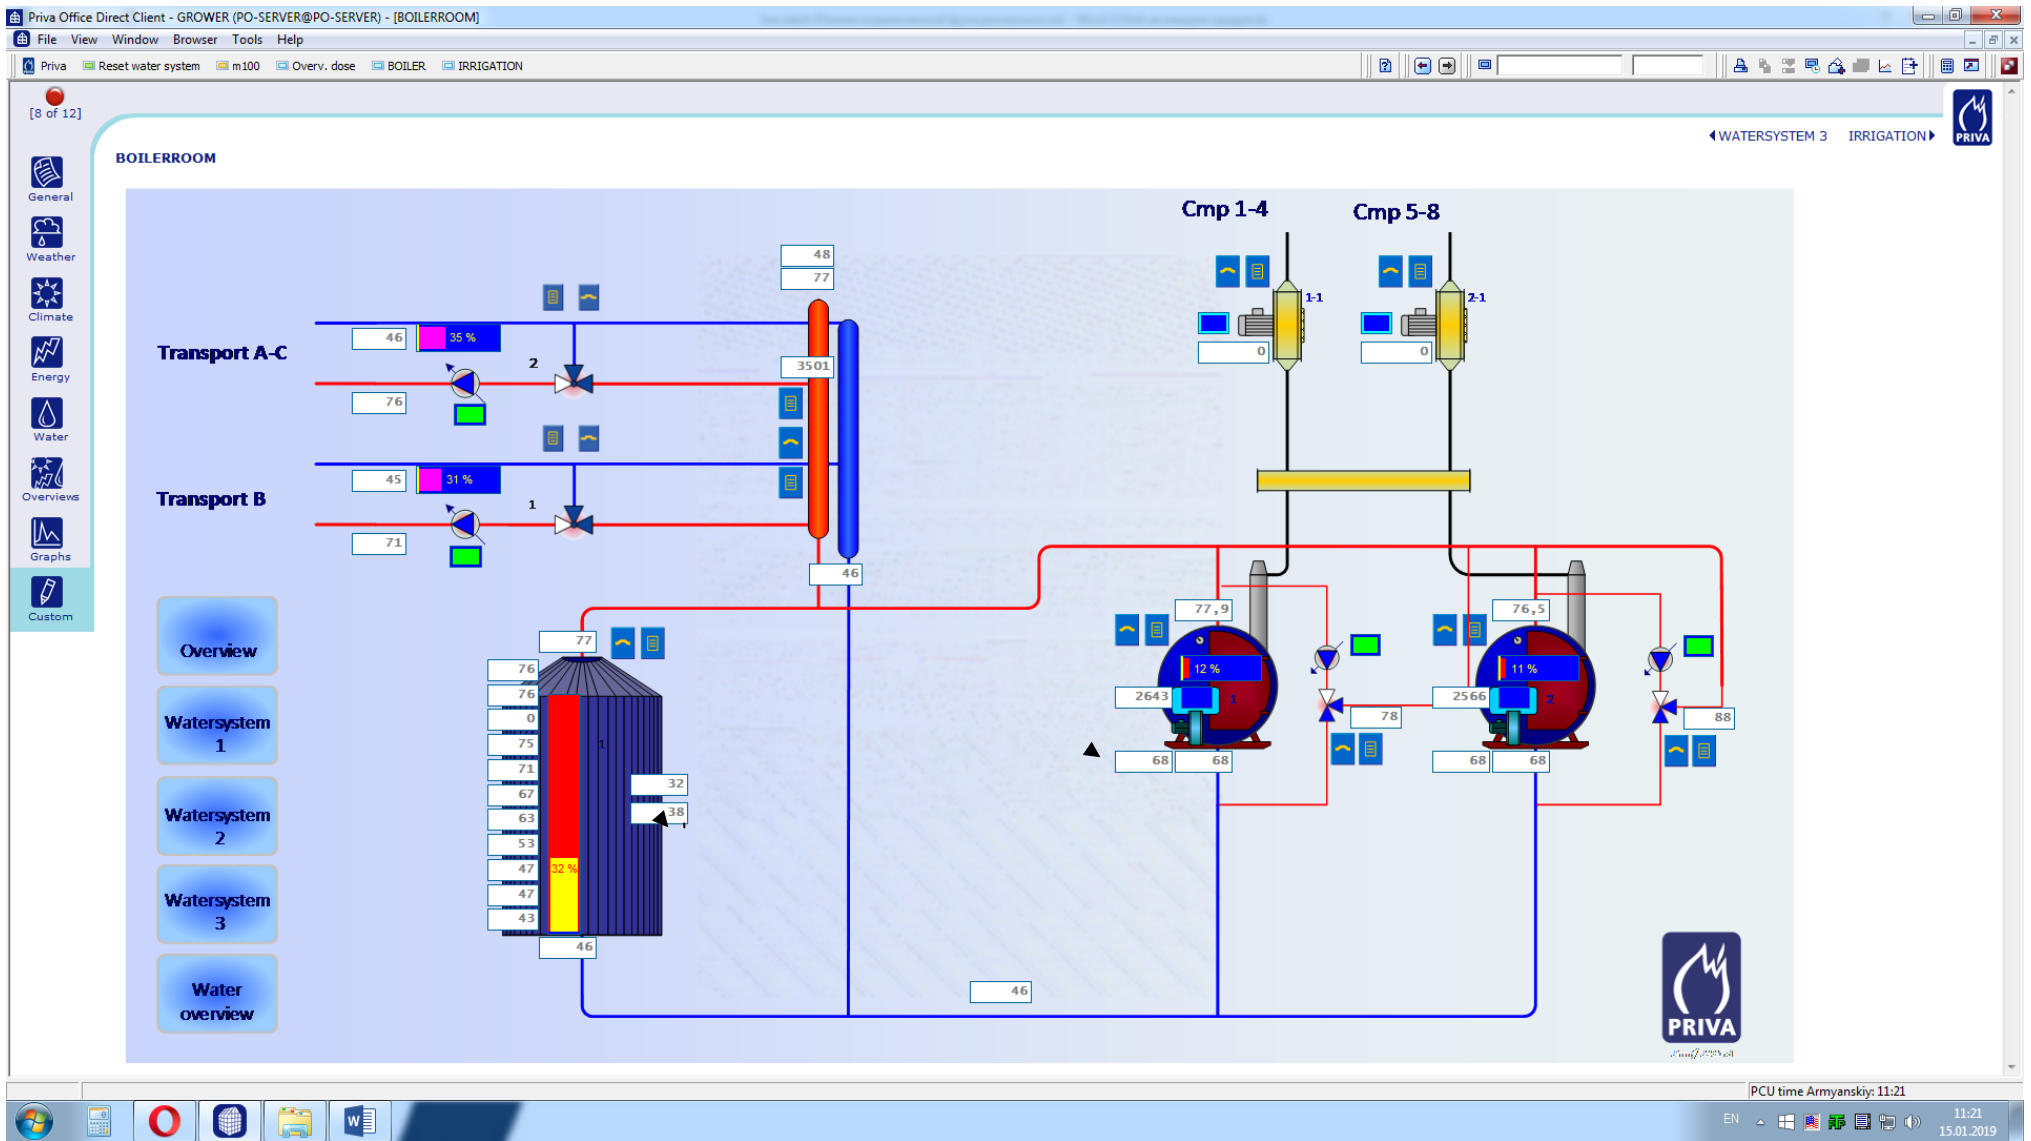 Priva Office Direct Client - GROWER (PO-SERVER@PO-SERVER) - [BOILERROOM]
File View Window Browser Tools Help
Priva Reset water system m100 Overv. dose BOILER IRRIGATION
[8 of 12]
WATERSYSTEM 3 IRRIGATION
PRIVA
BOILERROOM
General
Weather
Climate
Energy
Water
Overviews
Graphs
Custom
Cmp 1-4 Cmp 5-8
48
77
1-1
2-1
0
0
Transport A-C
46
35 %
2
3501
76
Transport B
45
31 %
1
71
46
Overview
Watersystem
1
Watersystem
2
Watersystem
3
Water
overview
77
76
76
0
75
71
67
63
53
47
47
43
32 %
1
32
38
46
46
77,9
12 %
2643
1
68
68
78
76,5
11 %
2566
2
68
68
88
PRIVA
PCU time Armyanskiy: 11:21
EN
11:21
15.01.2019